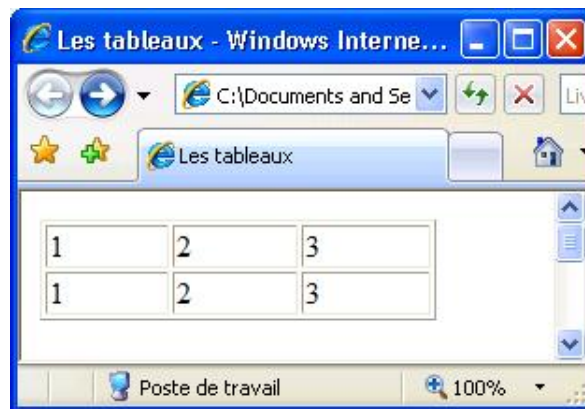 Les tableaux - Windows Interne...
C:\Documents and Se
Liv
Les tableaux
1 2 3
1 2 3
Poste de travail 100%